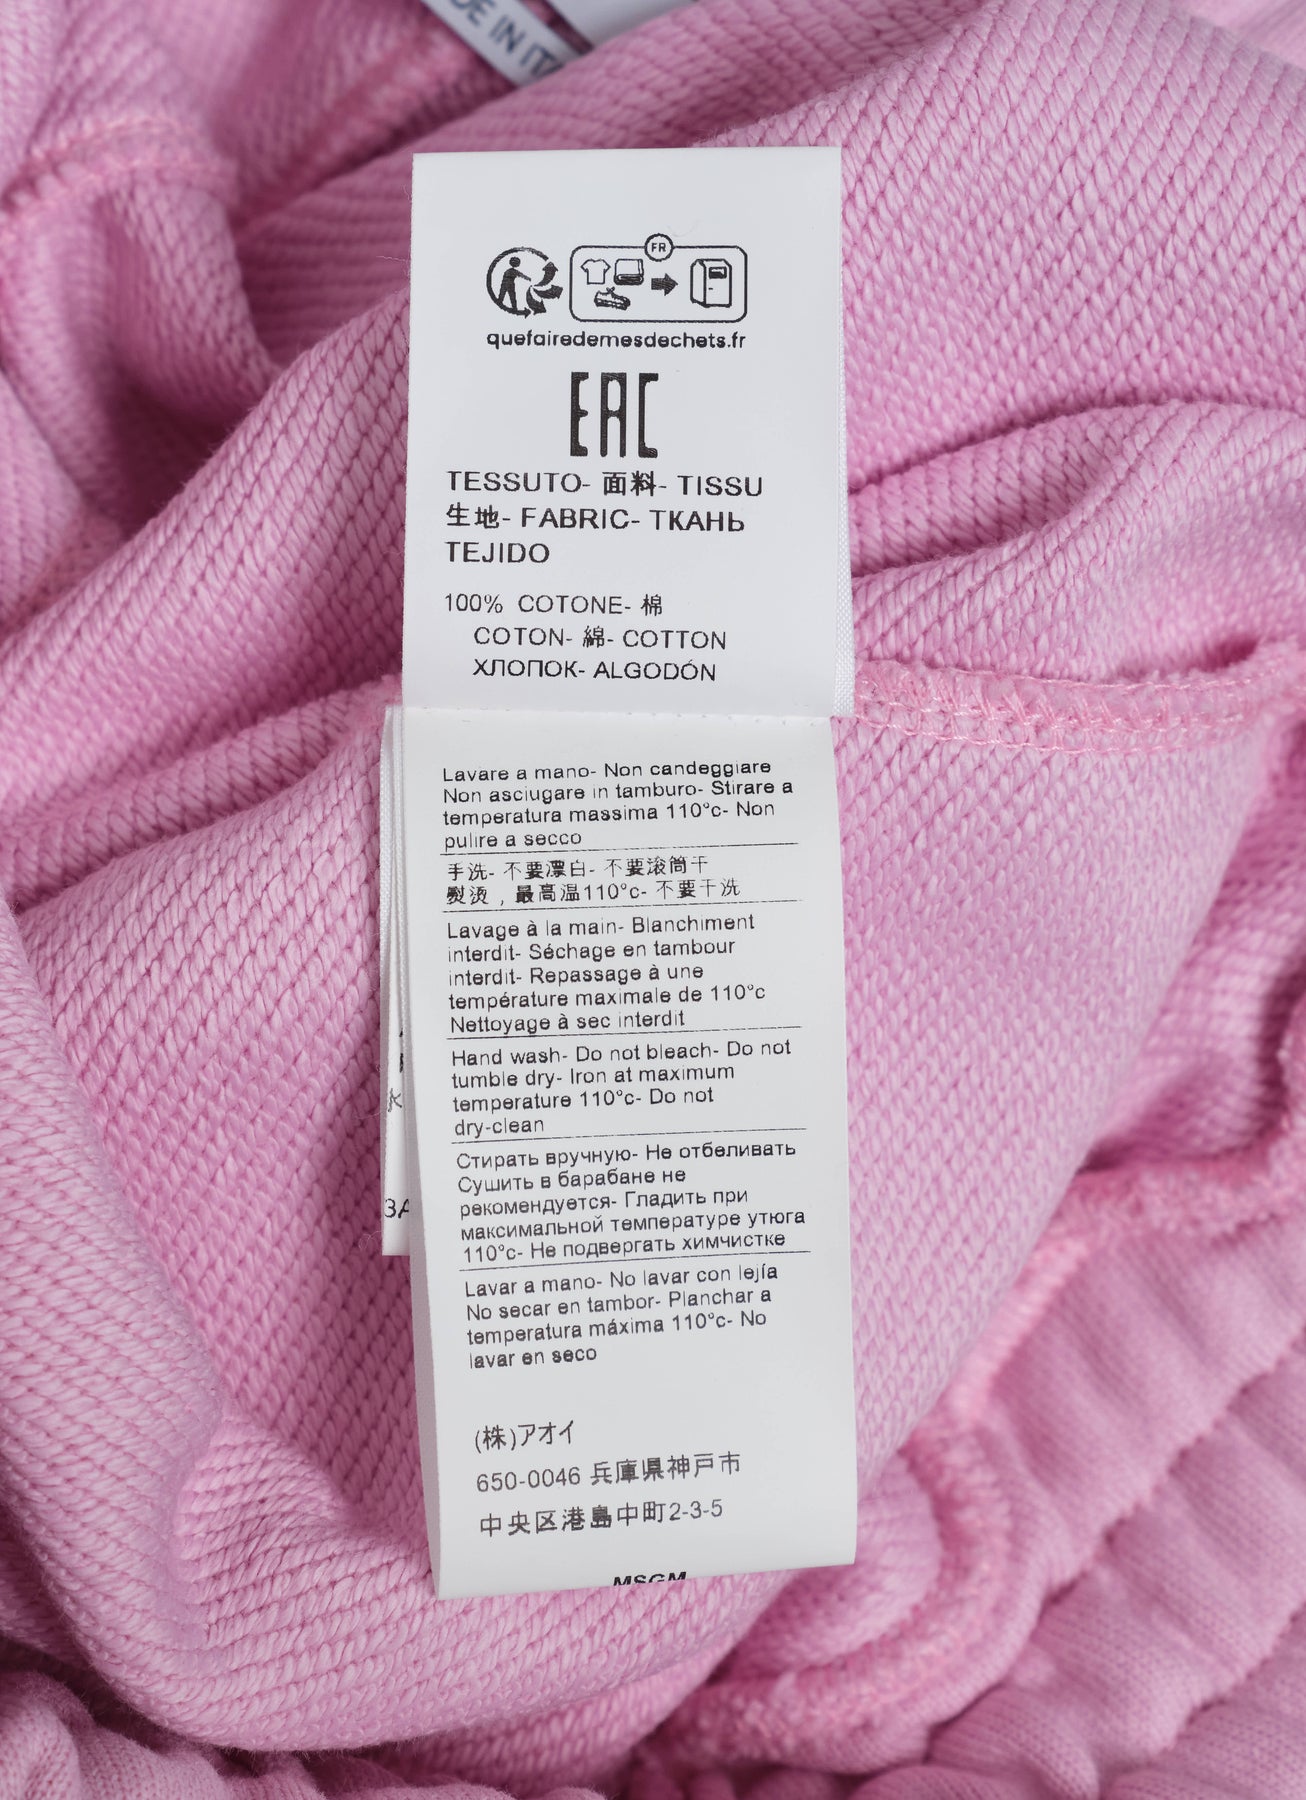 DE IN ITA
FR
quefairedemesdechets.fr
EAC
TESSUTO- 面料- TISSU
生地- FABRIC- ТКАНЬ
TEJIDO
100% COTONE- 棉
COTON- 綿- COTTON
ХЛОПОК- ALGODÓN
Lavare a mano- Non candeggiare
Non asciugare in tamburo- Stirare a
temperatura massima 110°c- Non
pulire a secco
手洗- 不要漂白- 不要滚筒干
熨烫，最高温110°c- 不要干洗
Lavage à la main- Blanchiment
interdit- Séchage en tambour
interdit- Repassage à une
température maximale de 110°c
Nettoyage à sec interdit
Hand wash- Do not bleach- Do not
tumble dry- Iron at maximum
temperature 110°c- Do not
dry-clean
Стирать вручную- Не отбеливать
Сушить в барабане не
рекомендуется- Гладить при
максимальной температуре утюга
110°c- Не подвергать химчистке
Lavar a mano- No lavar con lejía
No secar en tambor- Planchar a
temperatura máxima 110°c- No
lavar en seco
(株)アオイ
650-0046 兵庫県神戸市
中央区港島中町2-3-5
MSGM